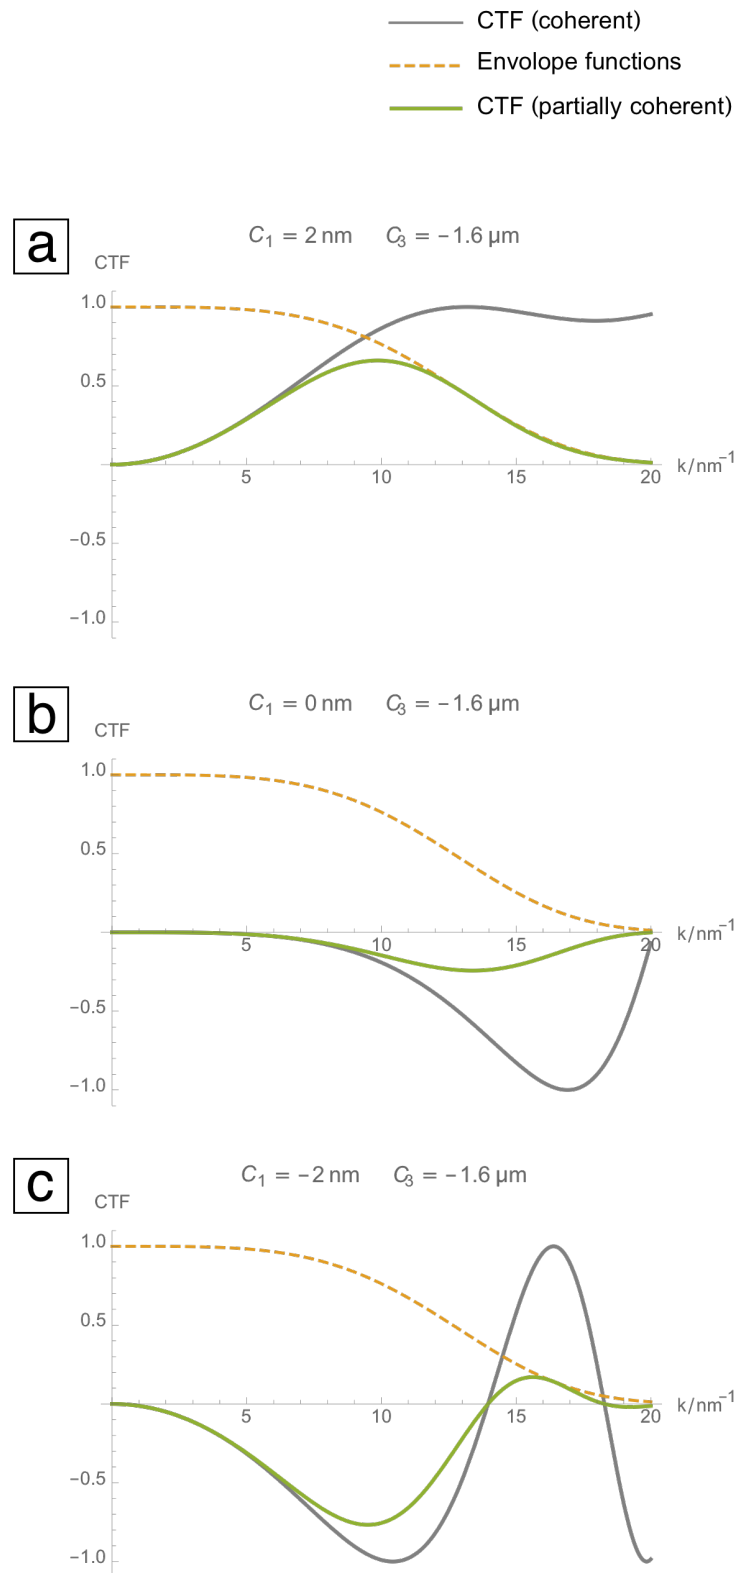 CTF (coherent)
Envolope functions
CTF (partially coherent)
a
C₁ = 2 nm C₃ = −1.6 µm
CTF
1.0
0.5
5 10 15 20 k/nm⁻¹
−0.5
−1.0
b
C₁ = 0 nm C₃ = −1.6 µm
CTF
1.0
0.5
5 10 15 20 k/nm⁻¹
−0.5
−1.0
c
C₁ = −2 nm C₃ = −1.6 µm
CTF
1.0
0.5
5 10 15 20 k/nm⁻¹
−0.5
−1.0